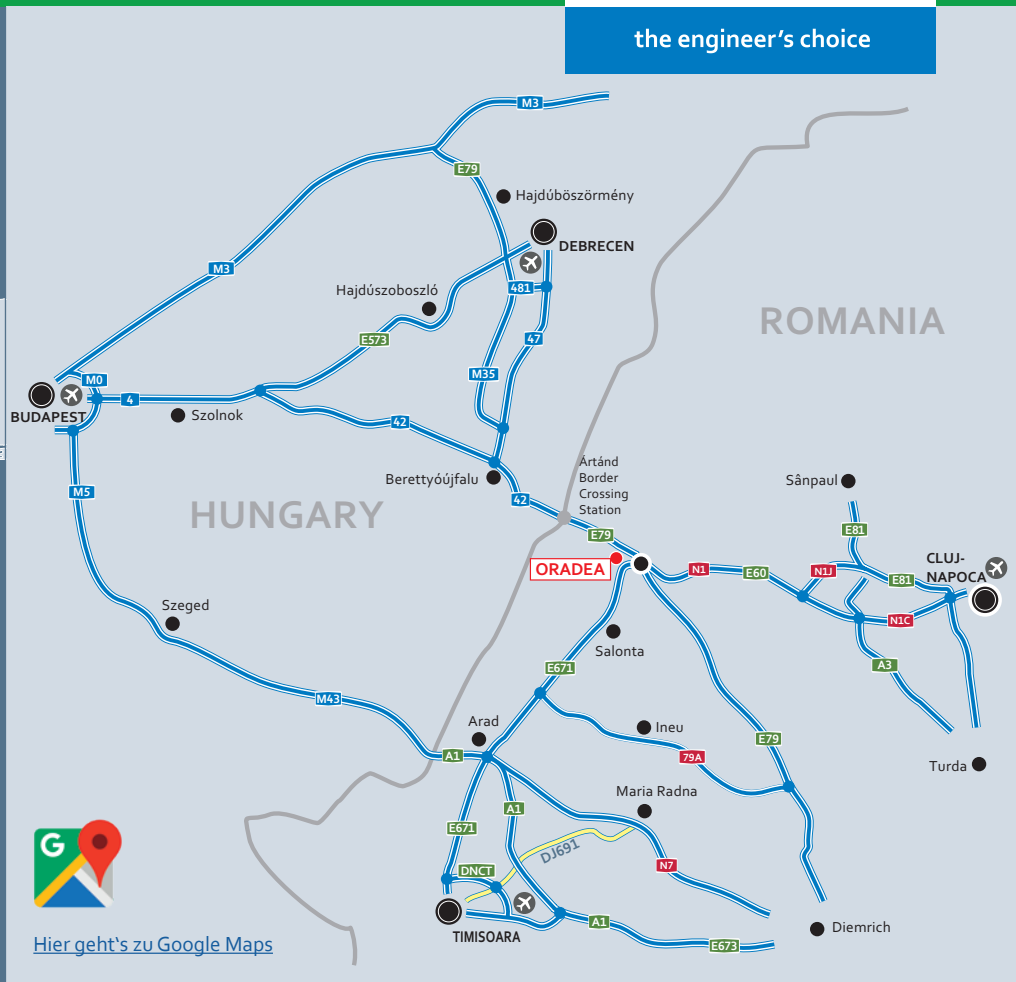 the engineer's choice
M3
E79
Hajdúböszörmény
DEBRECEN
M3
481
Hajdúszoboszló
ROMANIA
E573
47
M35
M0
4
BUDAPEST
Szolnok
42
Ártánd
Border
Crossing
Station
Berettyóújfalu
42
Sânpaul
M5
HUNGARY
E79
E81
ORADEA
N1
E60
N1J
E81
CLUJ-
NAPOCA
Szeged
N1C
Salonta
E671
A3
M43
Arad
Ineu
E79
A1
79A
Turda
Maria Radna
A1
E671
G
DJ691
DNCT
N7
A1
TIMISOARA
E673
Diemrich
Hier geht‘s zu Google Maps